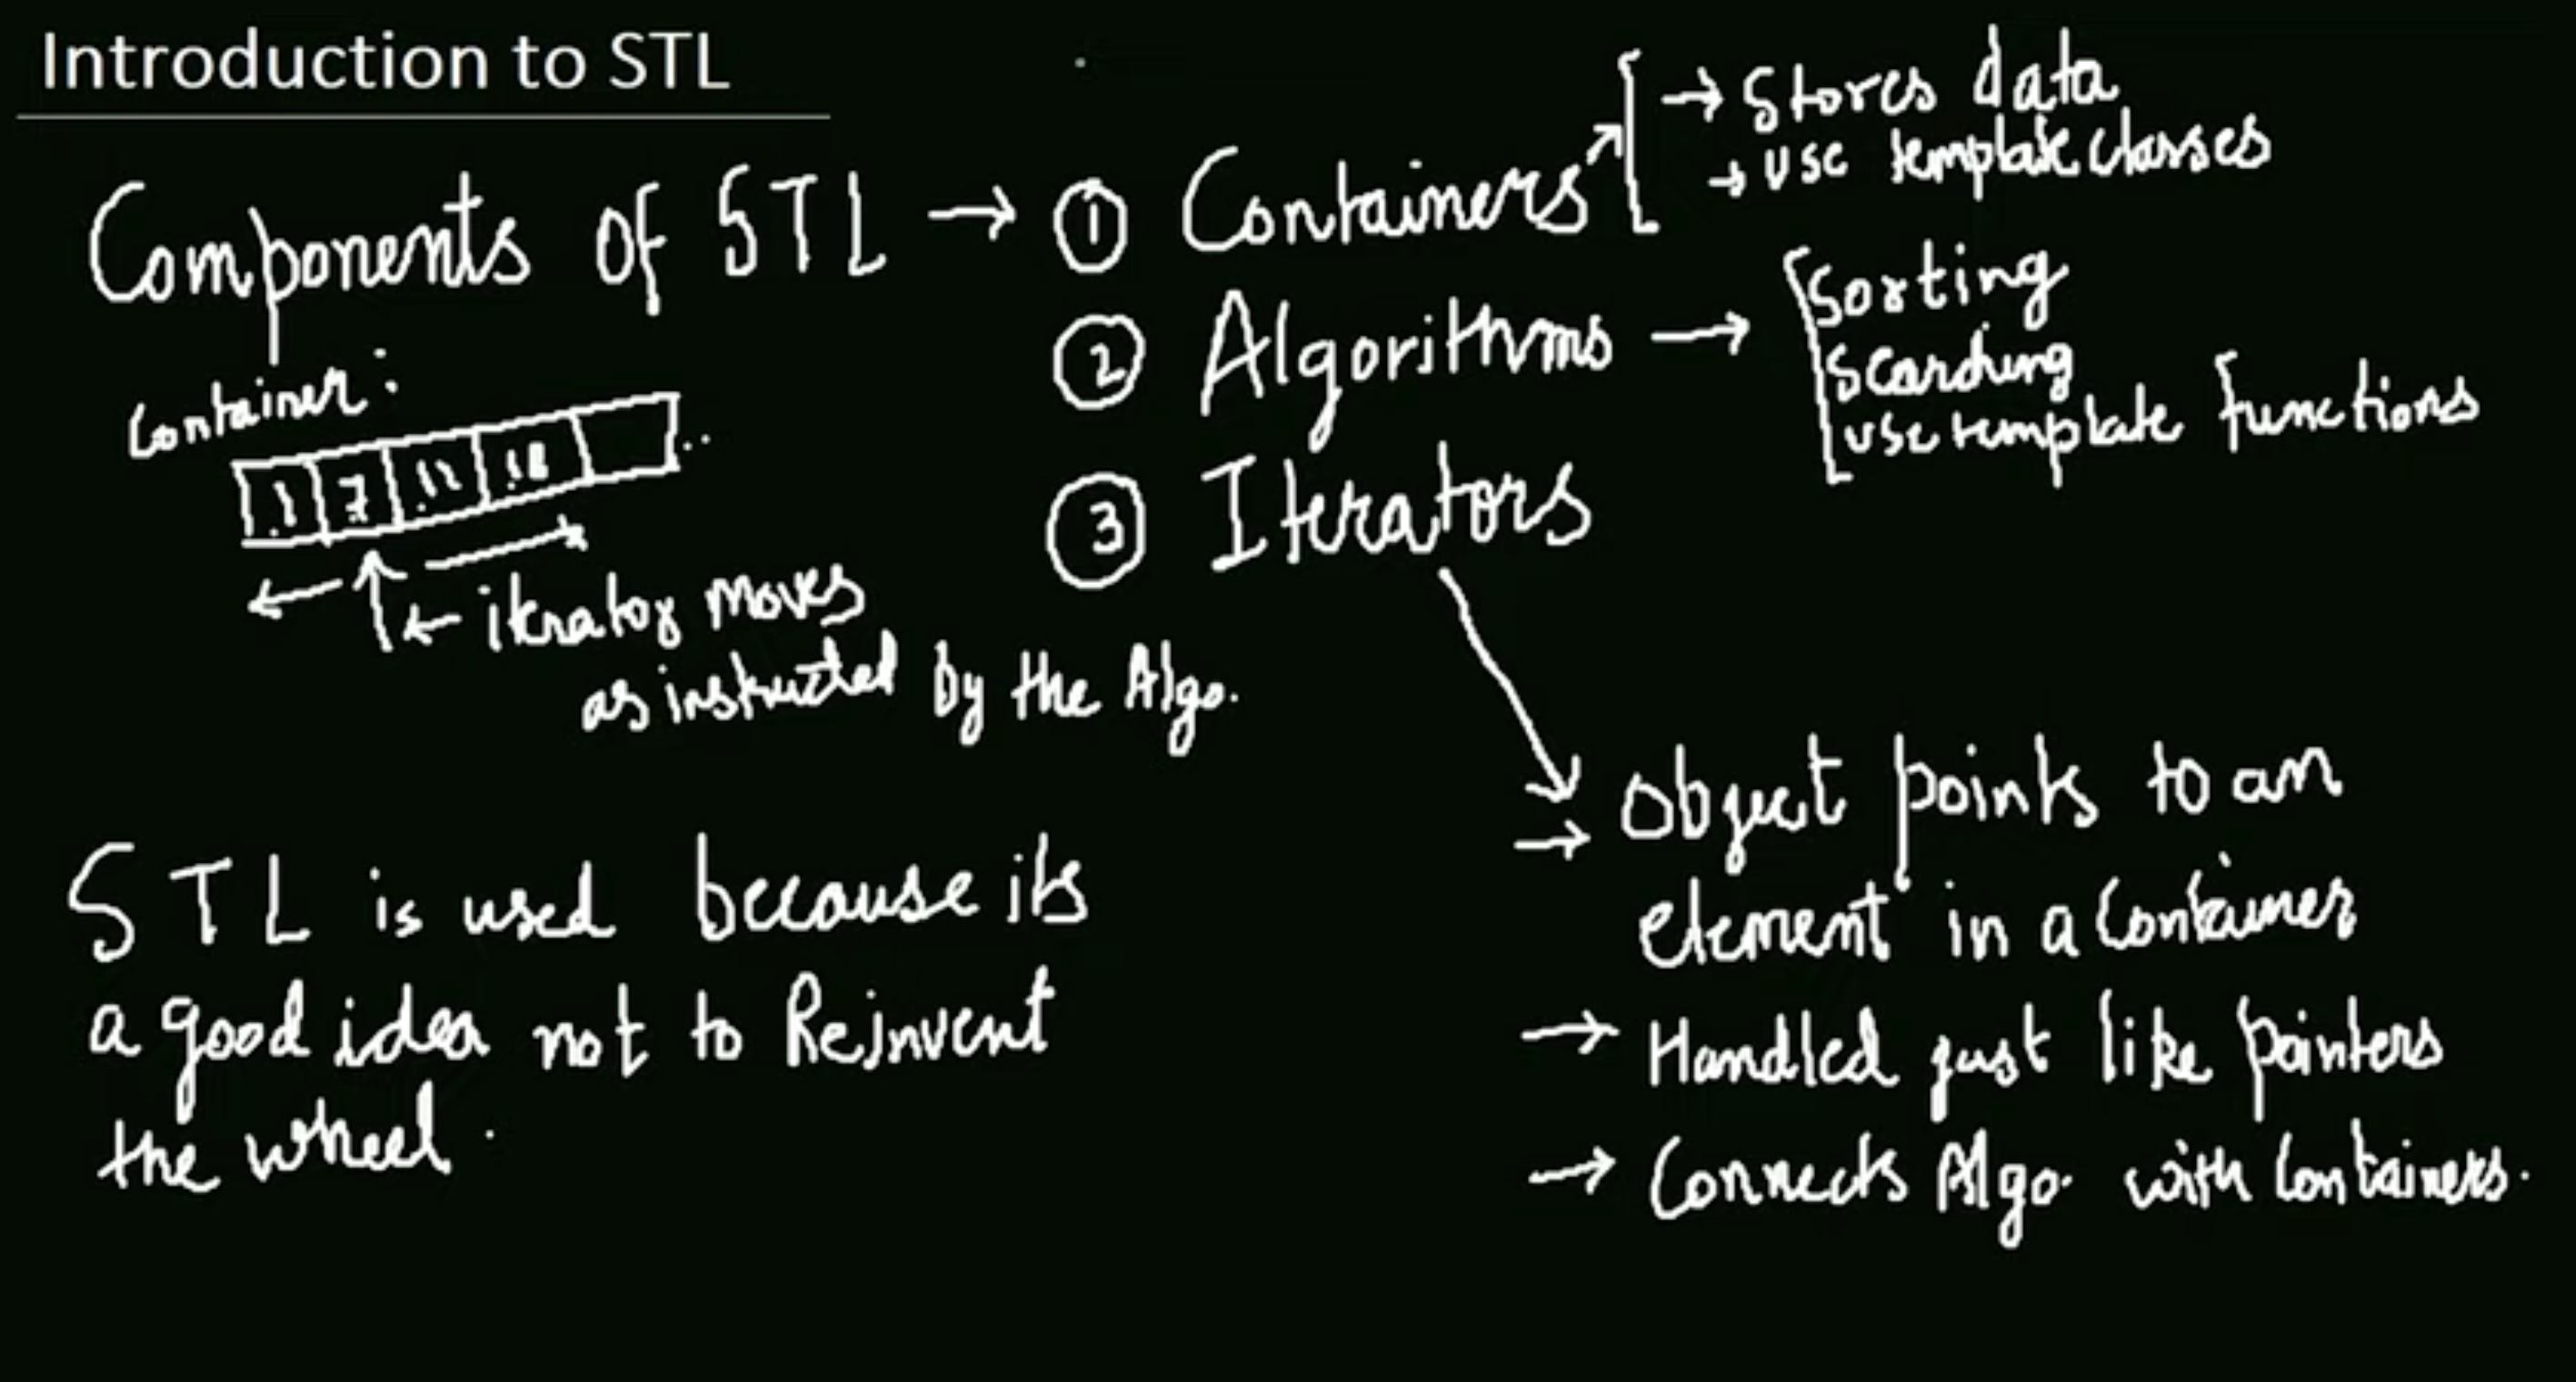 Introduction to STL
Components of STL → ① Containers
→ Stores data
→ use template classes
② Algorithms →
Sorting
Searching
use template functions
③ Iterators
Container:
1 7 11 18 ..
← iterator moves
as instructed by the Algo.
→ Object points to an
element in a Container
→ Handled just like pointers
→ Connects Algo. with Containers.
STL is used because its
a good idea not to Reinvent
the wheel.